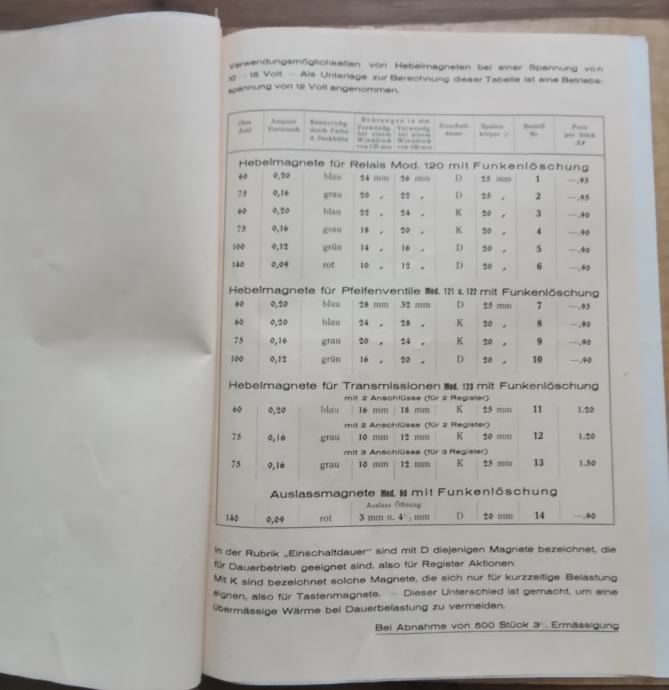 Verwendungsmöglichkeiten von Hebelmagneten bei einer Spannung von
10 – 15 Volt. – Als Unterlage zur Berechnung dieser Tabelle ist eine Betriebs-
spannung von 12 Volt angenommen.
Ohm Zahl | Ampère Verbrauch | Kennzeichg. durch Farbe d. Deckhülle | Bohrungen in mm Verwendg. bei einem Winddruck | Verwendg. bei einem Winddruck | Einschalt- dauer | Spulen- körper | Bestell Nr. | Preis per Stück
Hebelmagnete für Relais Mod. 120 mit Funkenlöschung
60 0,20 blau 24 mm 26 mm D 25 mm 1 —.95
75 0,16 grau 20 „ 22 „ D 25 „ 2 —.95
60 0,20 blau 22 „ 24 „ K 20 „ 3 —.90
75 0,16 grau 18 „ 20 „ K 20 „ 4 —.90
100 0,12 grün 14 „ 16 „ D 20 „ 5 —.90
140 0,09 rot 10 „ 12 „ D 20 „ 6 —.90
Hebelmagnete für Pfeifenventile Mod. 121 u. 122 mit Funkenlöschung
60 0,20 blau 28 mm 32 mm D 25 mm 7 —.95
60 0,20 blau 24 „ 28 „ K 20 „ 8 —.90
75 0,16 grau 20 „ 24 „ K 20 „ 9 —.90
100 0,12 grün 16 „ 20 „ D 20 „ 10 —.90
Hebelmagnete für Transmissionen Mod. 123 mit Funkenlöschung
mit 2 Anschlüsse (für 2 Register)
60 0,20 blau 16 mm 18 mm K 25 mm 11 1.20
mit 2 Anschlüsse (für 2 Register)
75 0,16 grau 10 mm 12 mm K 20 mm 12 1.20
mit 3 Anschlüsse (für 3 Register)
75 0,16 grau 10 mm 12 mm K 25 mm 13 1.50
Auslassmagnete Mod. 60 mit Funkenlöschung
Auslass Öffnung
140 0,09 rot 3 mm u. 4½ mm D 20 mm 14 —.90
In der Rubrik „Einschaltdauer" sind mit D diejenigen Magnete bezeichnet, die
für Dauerbetrieb geeignet sind, also für Register Aktionen.
Mit K sind bezeichnet solche Magnete, die sich nur für kurzzeitige Belastung
eignen, also für Tastenmagnete. – Dieser Unterschied ist gemacht, um eine
übermässige Wärme bei Dauerbelastung zu vermeiden.
Bei Abnahme von 500 Stück 3% Ermässigung